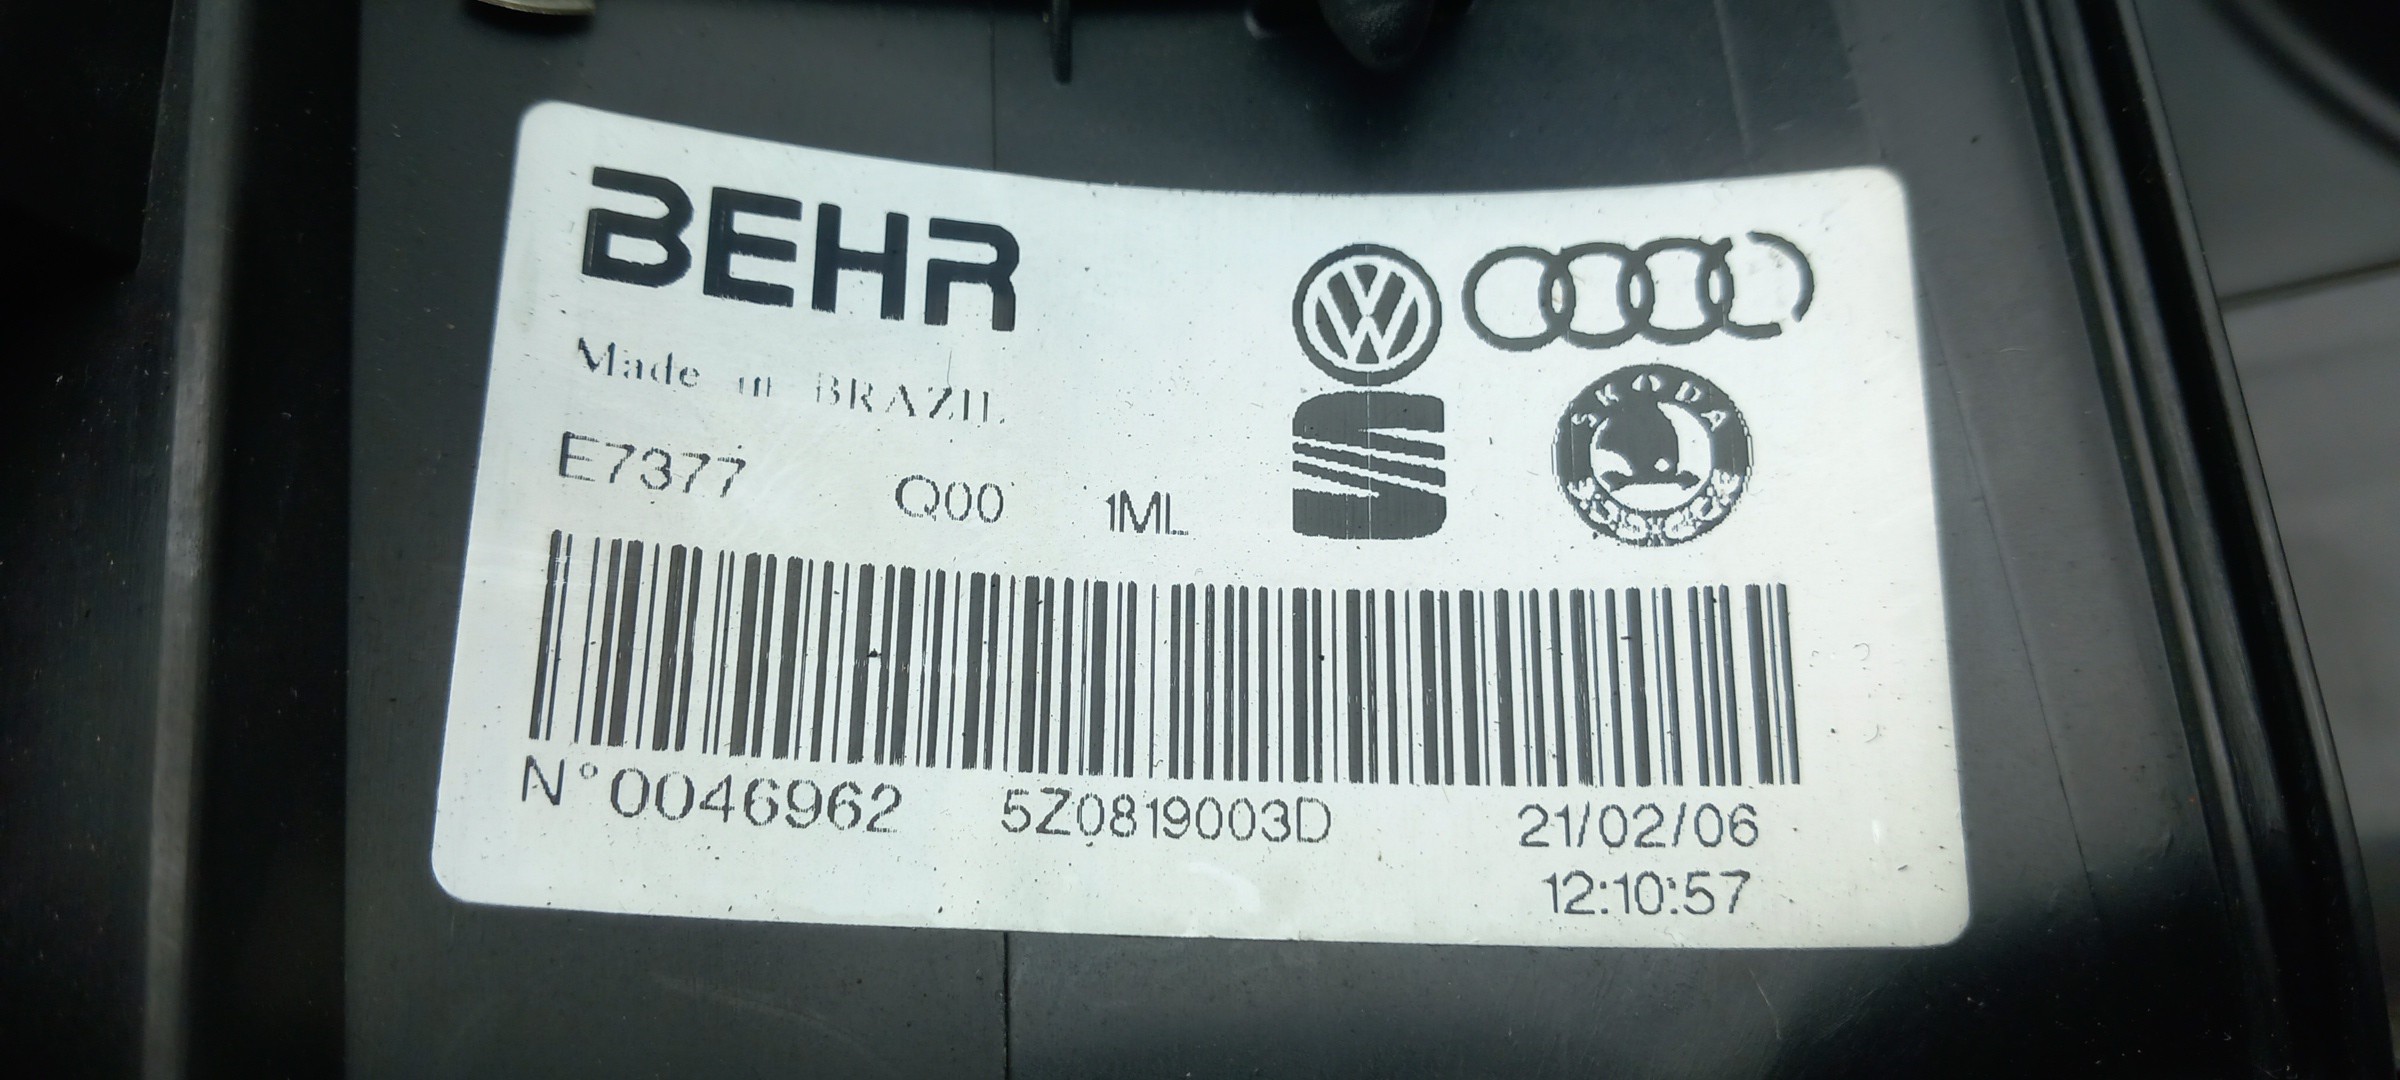 BEHR
Made in BRAZIL
E7377 Q00 1ML
SKODA
N°0046962 5Z0819003D 21/02/06
12:10:57